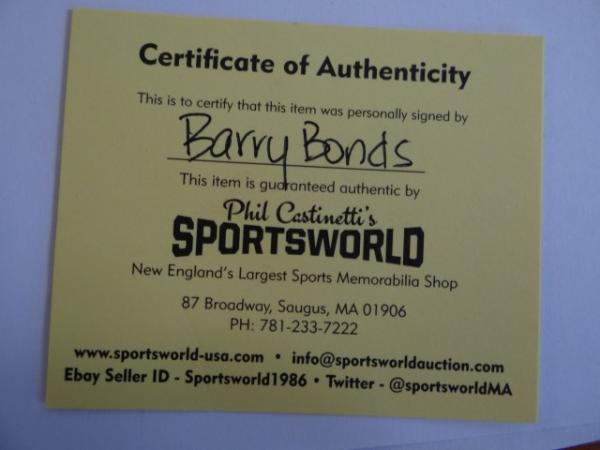 Certificate of Authenticity
This is to certify that this item was personally signed by
Barry Bonds
This item is guaranteed authentic by
Phil Castinetti's
SPORTSWORLD
New England's Largest Sports Memorabilia Shop
87 Broadway, Saugus, MA 01906
PH: 781-233-7222
www.sportsworld-usa.com • info@sportsworldauction.com
Ebay Seller ID - Sportsworld1986 • Twitter - @sportsworldMA